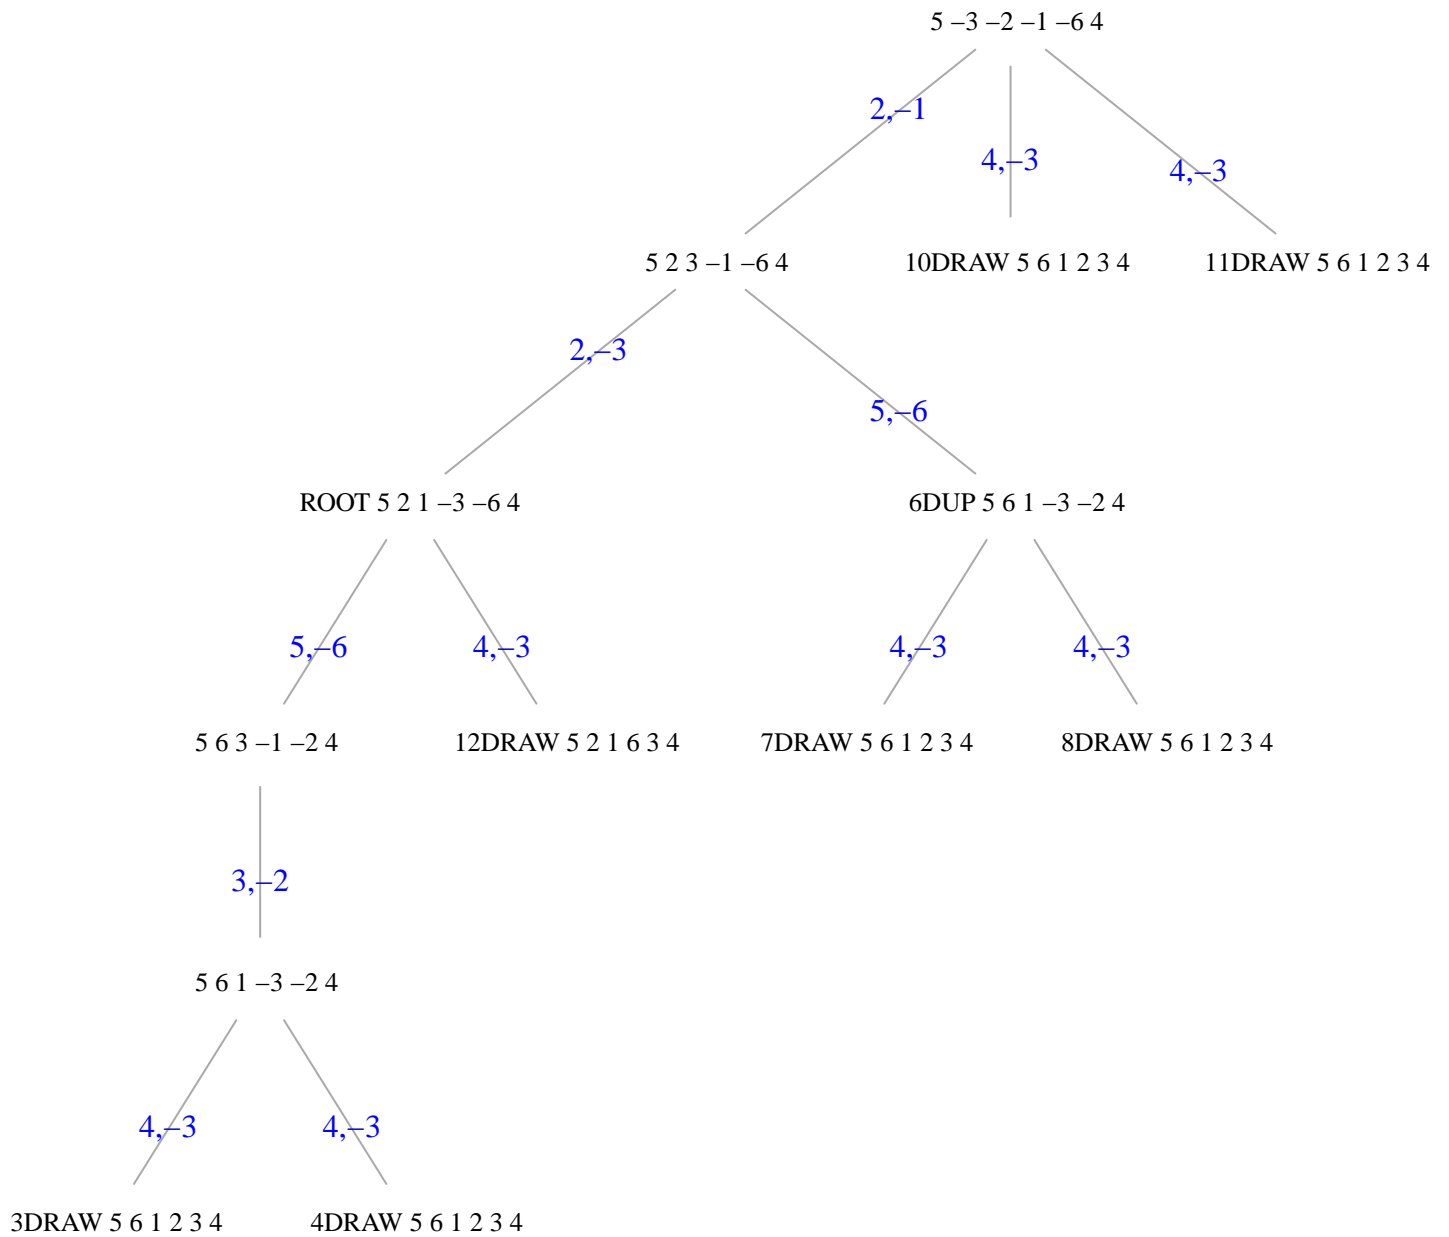 5 –3 –2 –1 –6 4
2,–1
4,–3
4,–3
5 2 3 –1 –6 4
10DRAW 5 6 1 2 3 4
11DRAW 5 6 1 2 3 4
2,–3
5,–6
ROOT 5 2 1 –3 –6 4
6DUP 5 6 1 –3 –2 4
5,–6
4,–3
4,–3
4,–3
5 6 3 –1 –2 4
12DRAW 5 2 1 6 3 4
7DRAW 5 6 1 2 3 4
8DRAW 5 6 1 2 3 4
3,–2
5 6 1 –3 –2 4
4,–3
4,–3
3DRAW 5 6 1 2 3 4
4DRAW 5 6 1 2 3 4